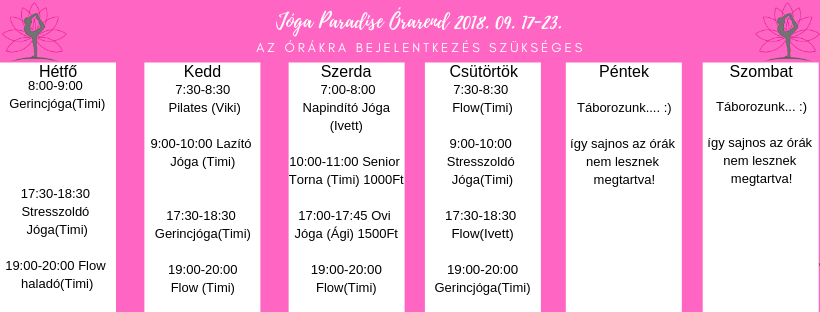 Jóga Paradise Órarend 2018. 09. 17-23.
AZ ÓRÁKRA BEJELENTKEZÉS SZÜKSÉGES
Hétfő
8:00-9:00
Gerincjóga(Timi)
17:30-18:30
Stresszoldó
Jóga(Timi)
19:00-20:00 Flow
haladó(Timi)
Kedd
7:30-8:30
Pilates (Viki)
9:00-10:00 Lazító
Jóga (Timi)
17:30-18:30
Gerincjóga(Timi)
19:00-20:00
Flow (Timi)
Szerda
7:00-8:00
Napindító Jóga
(Ivett)
10:00-11:00 Senior
Torna (Timi) 1000Ft
17:00-17:45 Ovi
Jóga (Ági) 1500Ft
19:00-20:00
Flow(Timi)
Csütörtök
7:30-8:30
Flow(Timi)
9:00-10:00
Stresszoldó
Jóga(Timi)
17:30-18:30
Flow(Ivett)
19:00-20:00
Gerincjóga(Timi)
Péntek
Táborozunk.... :)
így sajnos az órák
nem lesznek
megtartva!
Szombat
Táborozunk... :)
így sajnos az órák
nem lesznek
megtartva!